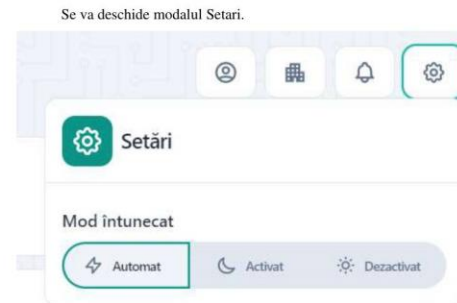 Se va deschide modalul Setari.
Setări
Mod întunecat
Automat Activat Dezactivat